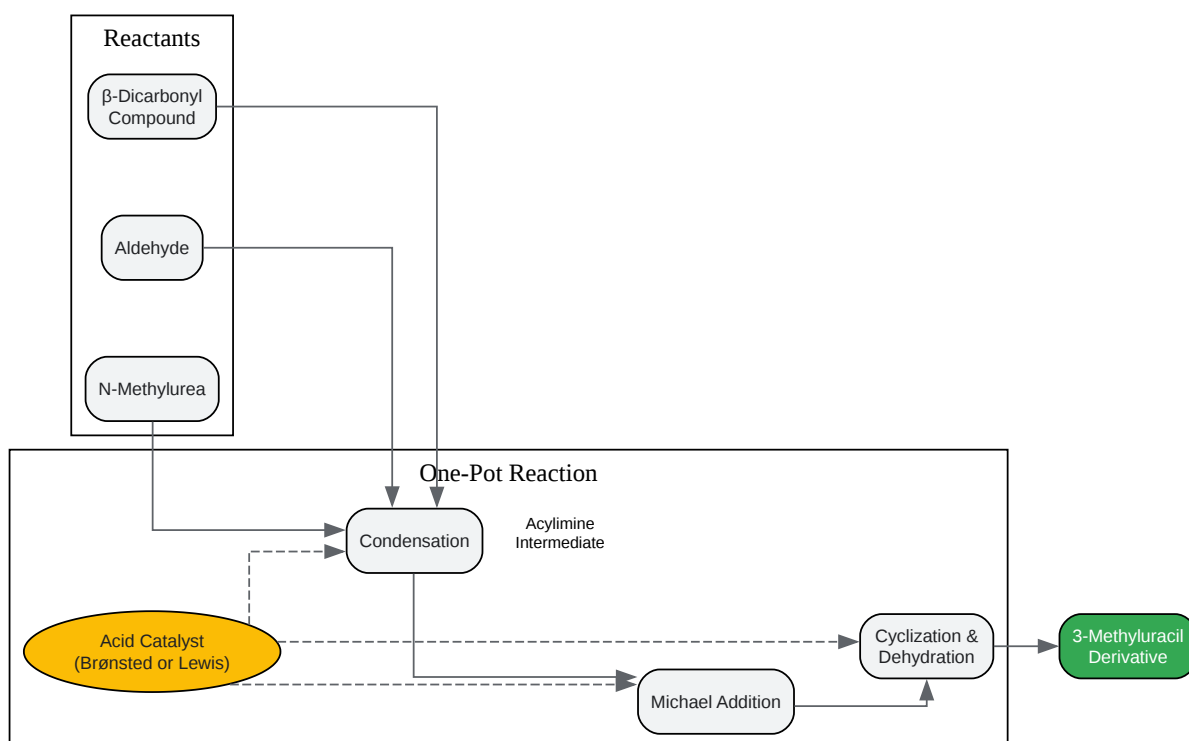 Reactants
β-Dicarbonyl
Compound
Aldehyde
N-Methylurea
One-Pot Reaction
Condensation
Acylimine
Intermediate
Acid Catalyst
(Brønsted or Lewis)
Cyclization &
Dehydration
3-Methyluracil
Derivative
Michael Addition